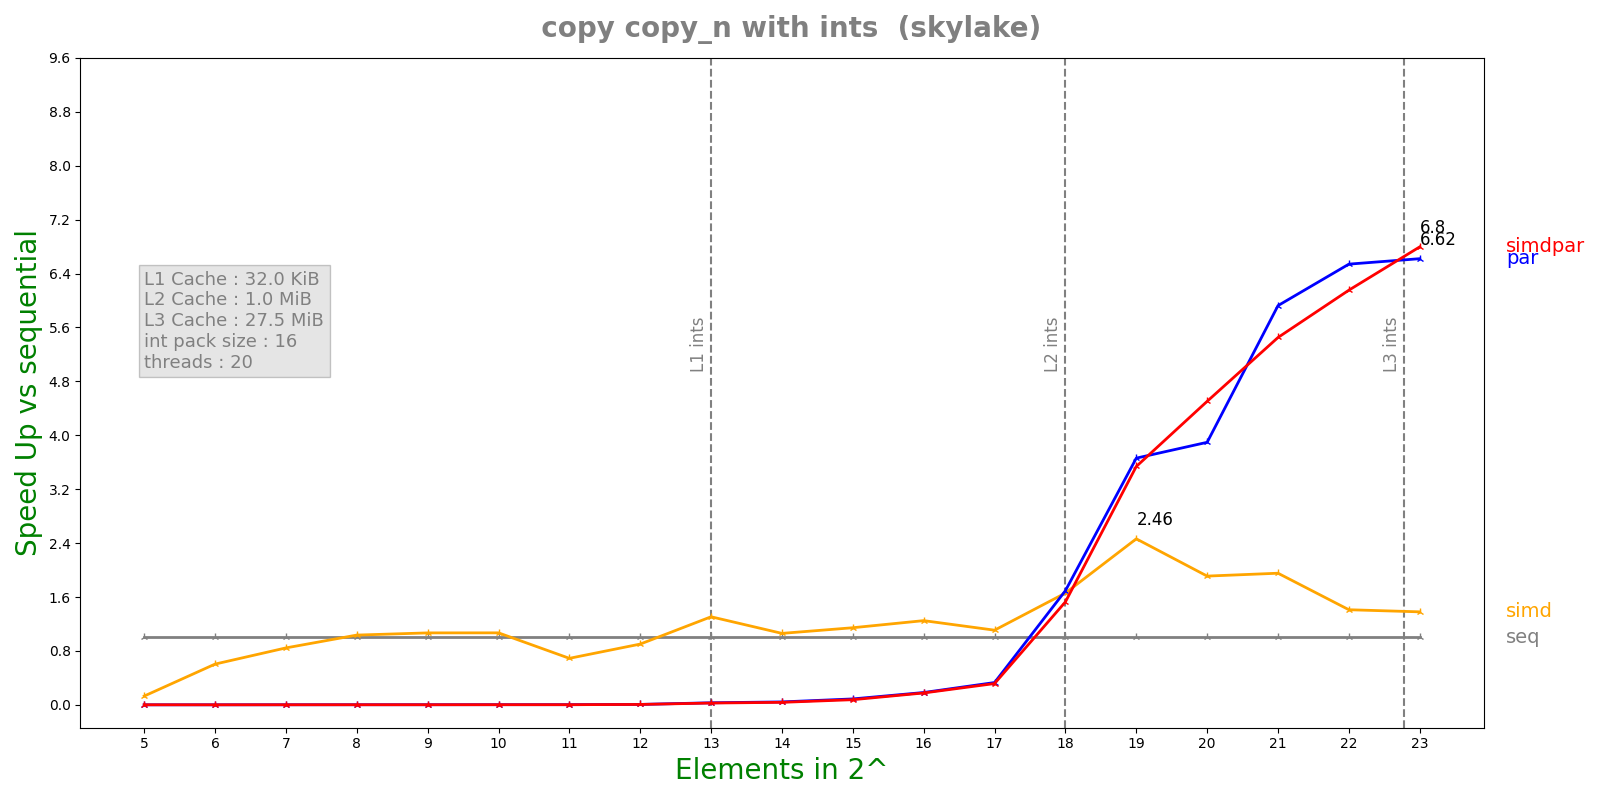 copy copy_n with ints (skylake)
Speed Up vs sequential
9.6
8.8
8.0
7.2
6.4
5.6
4.8
4.0
3.2
2.4
1.6
0.8
0.0
L1 Cache : 32.0 KiB
L2 Cache : 1.0 MiB
L3 Cache : 27.5 MiB
int pack size : 16
threads : 20
L1 ints
L2 ints
L3 ints
6.8
6.62
2.46
simdpar
par
simd
seq
5 6 7 8 9 10 11 12 13 14 15 16 17 18 19 20 21 22 23
Elements in 2^